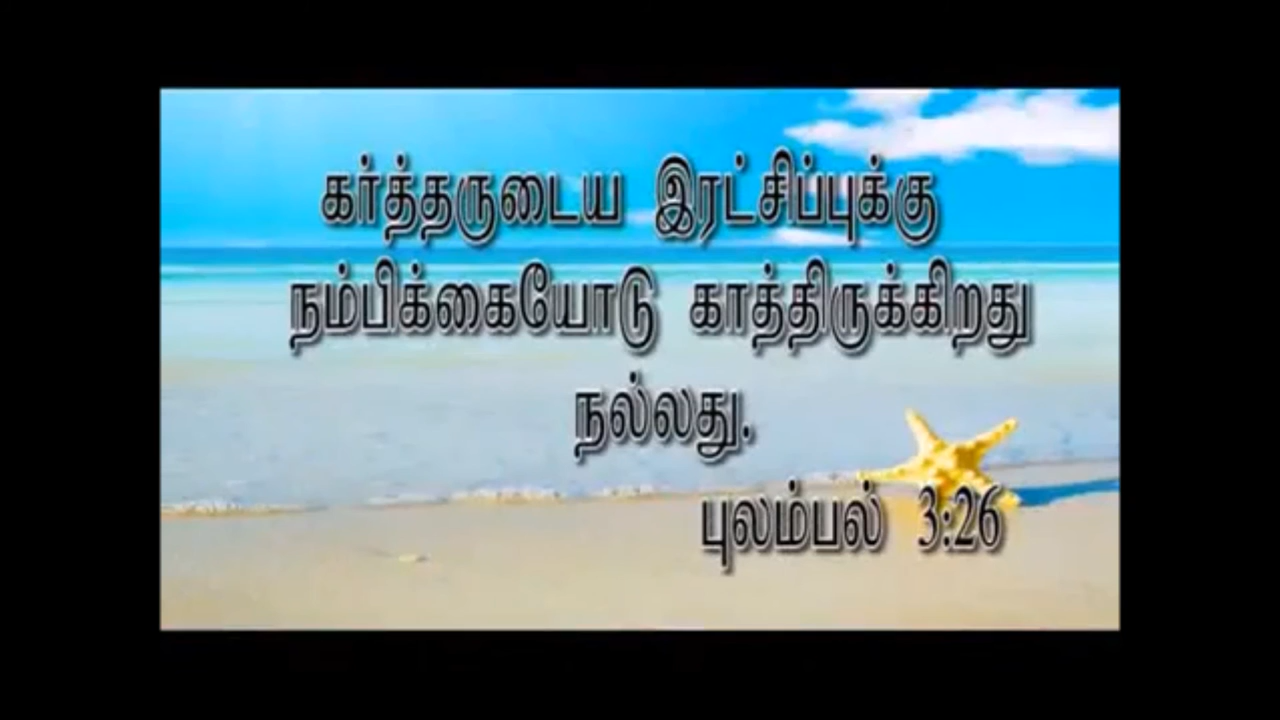 கர்த்தருடைய இரட்சிப்புக்கு
நம்பிக்கையோடு காத்திருக்கிறது
நல்லது.
புலம்பல் 3:26